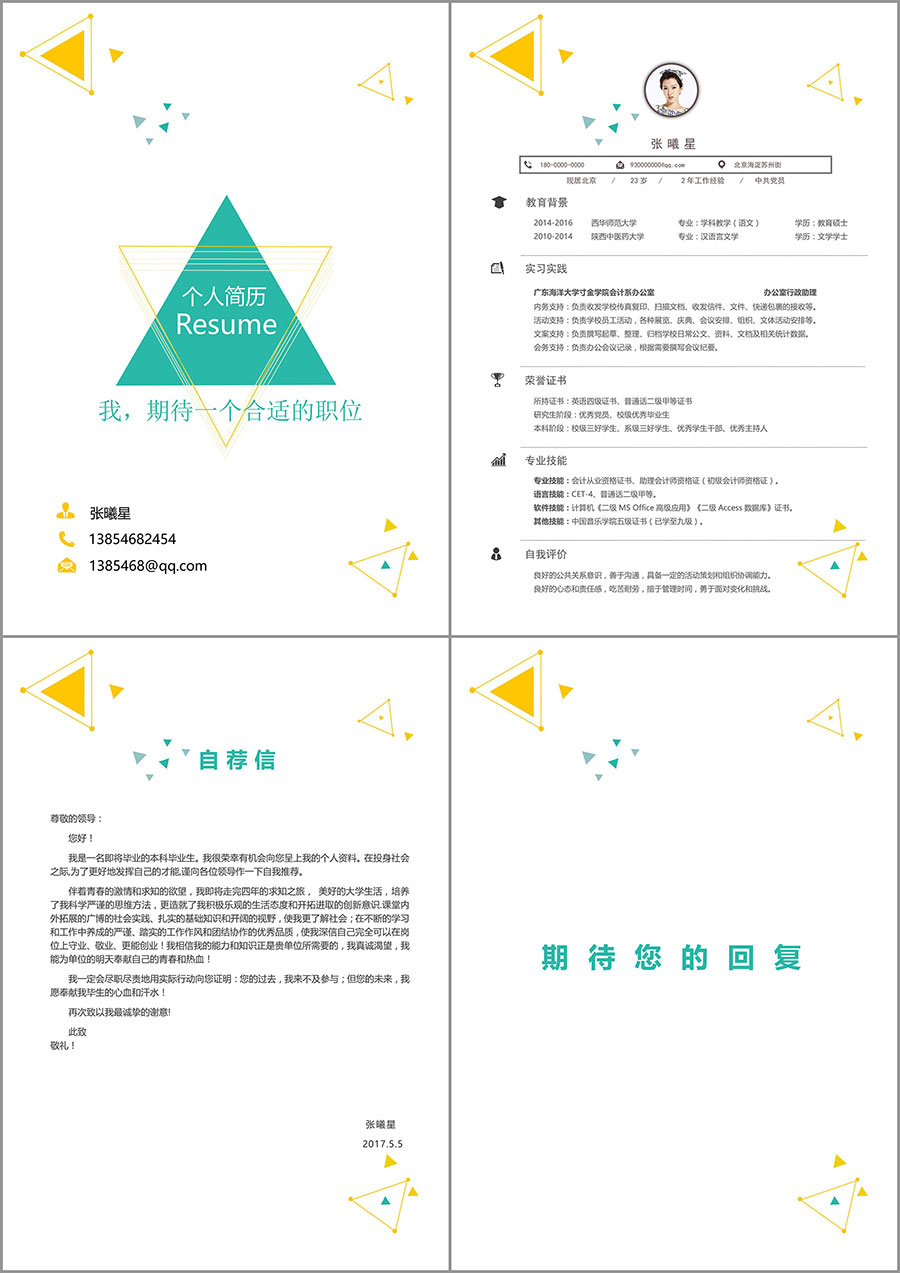 个人简历
Resume
我，期待一个合适的职位
张曦星
13854682454
1385468@qq.com
张曦星
180-0000-0000 930000000@qq.com 北京海淀苏州街
现居北京 / 23岁 / 2年工作经验 / 中共党员
教育背景
2014-2016 西华师范大学 专业：学科教学（语文） 学历：教育硕士
2010-2014 陕西中医药大学 专业：汉语言文学 学历：文学学士
实习实践
广东海洋大学寸金学院会计系办公室 办公室行政助理
内务支持：负责收发学校传真复印、扫描文档、收发信件、文件、快递包裹的接收等。
活动支持：负责学校员工活动，各种展览、庆典、会议安排、组织、文体活动安排等。
文案支持：负责撰写起草、整理、归档学校日常公文、资料、文档及相关统计数据。
会务支持：负责办公会议记录，根据需要撰写会议纪要。
荣誉证书
所持证书：英语四级证书、普通话二级甲等证书
研究生阶段：优秀党员、校级优秀毕业生
本科阶段：校级三好学生、系级三好学生、优秀学生干部、优秀主持人
专业技能
专业技能：会计从业资格证书、助理会计师资格证（初级会计师资格证）。
语言技能：CET-4、普通话二级甲等。
软件技能：计算机《二级 MS Office 高级应用》《二级 Access 数据库》证书。
其他技能：中国音乐学院五级证书（已学至九级）。
自我评价
良好的公共关系意识，善于沟通，具备一定的活动策划和组织协调能力。
良好的心态和责任感，吃苦耐劳，擅于管理时间，勇于面对变化和挑战。
自荐信
尊敬的领导：
您好！
我是一名即将毕业的本科毕业生。我很荣幸有机会向您呈上我的个人资料。在投身社会
之际,为了更好地发挥自己的才能,谨向各位领导作一下自我推荐。
伴着青春的激情和求知的欲望，我即将走完四年的求知之旅， 美好的大学生活，培养
了我科学严谨的思维方法，更造就了我积极乐观的生活态度和开拓进取的创新意识.课堂内
外拓展的广博的社会实践、扎实的基础知识和开阔的视野，使我更了解社会；在不断的学习
和工作中养成的严谨、踏实的工作作风和团结协作的优秀品质，使我深信自己完全可以在岗
位上守业、敬业、更能创业！我相信我的能力和知识正是贵单位所需要的，我真诚渴望，我
能为单位的明天奉献自己的青春和热血！
我一定会尽职尽责地用实际行动向您证明：您的过去，我来不及参与；但您的未来，我
愿奉献我毕生的心血和汗水！
再次致以我最诚挚的谢意!
此致
敬礼！
张曦星
2017.5.5
期待您的回复